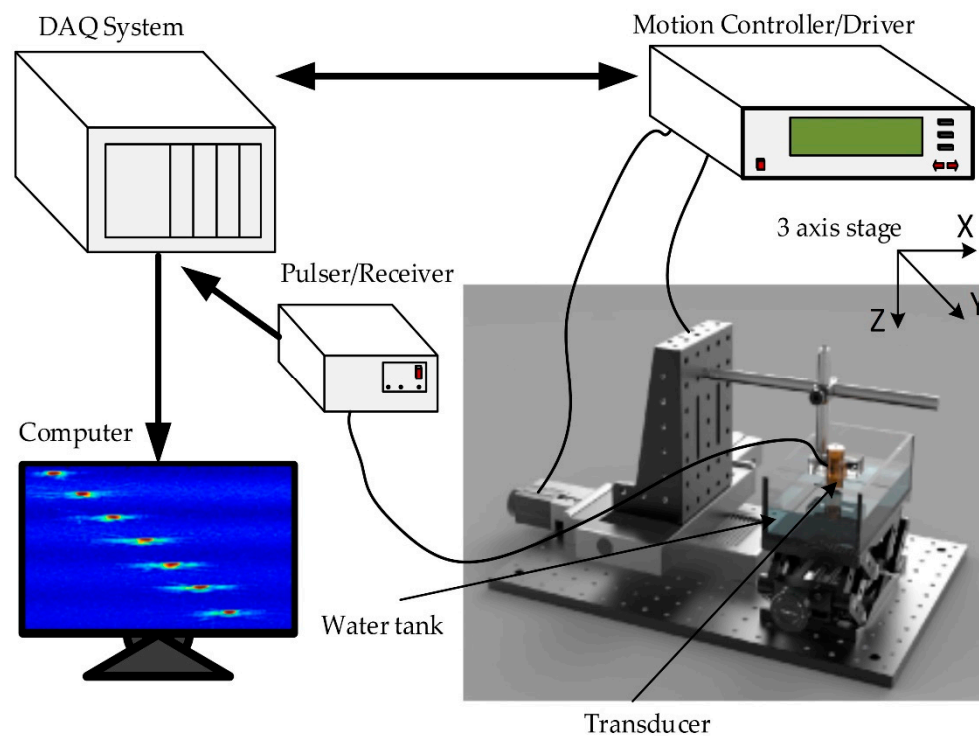 DAQ System
Motion Controller/Driver
3 axis stage
X
Y
Z
Pulser/Receiver
Computer
Water tank
Transducer